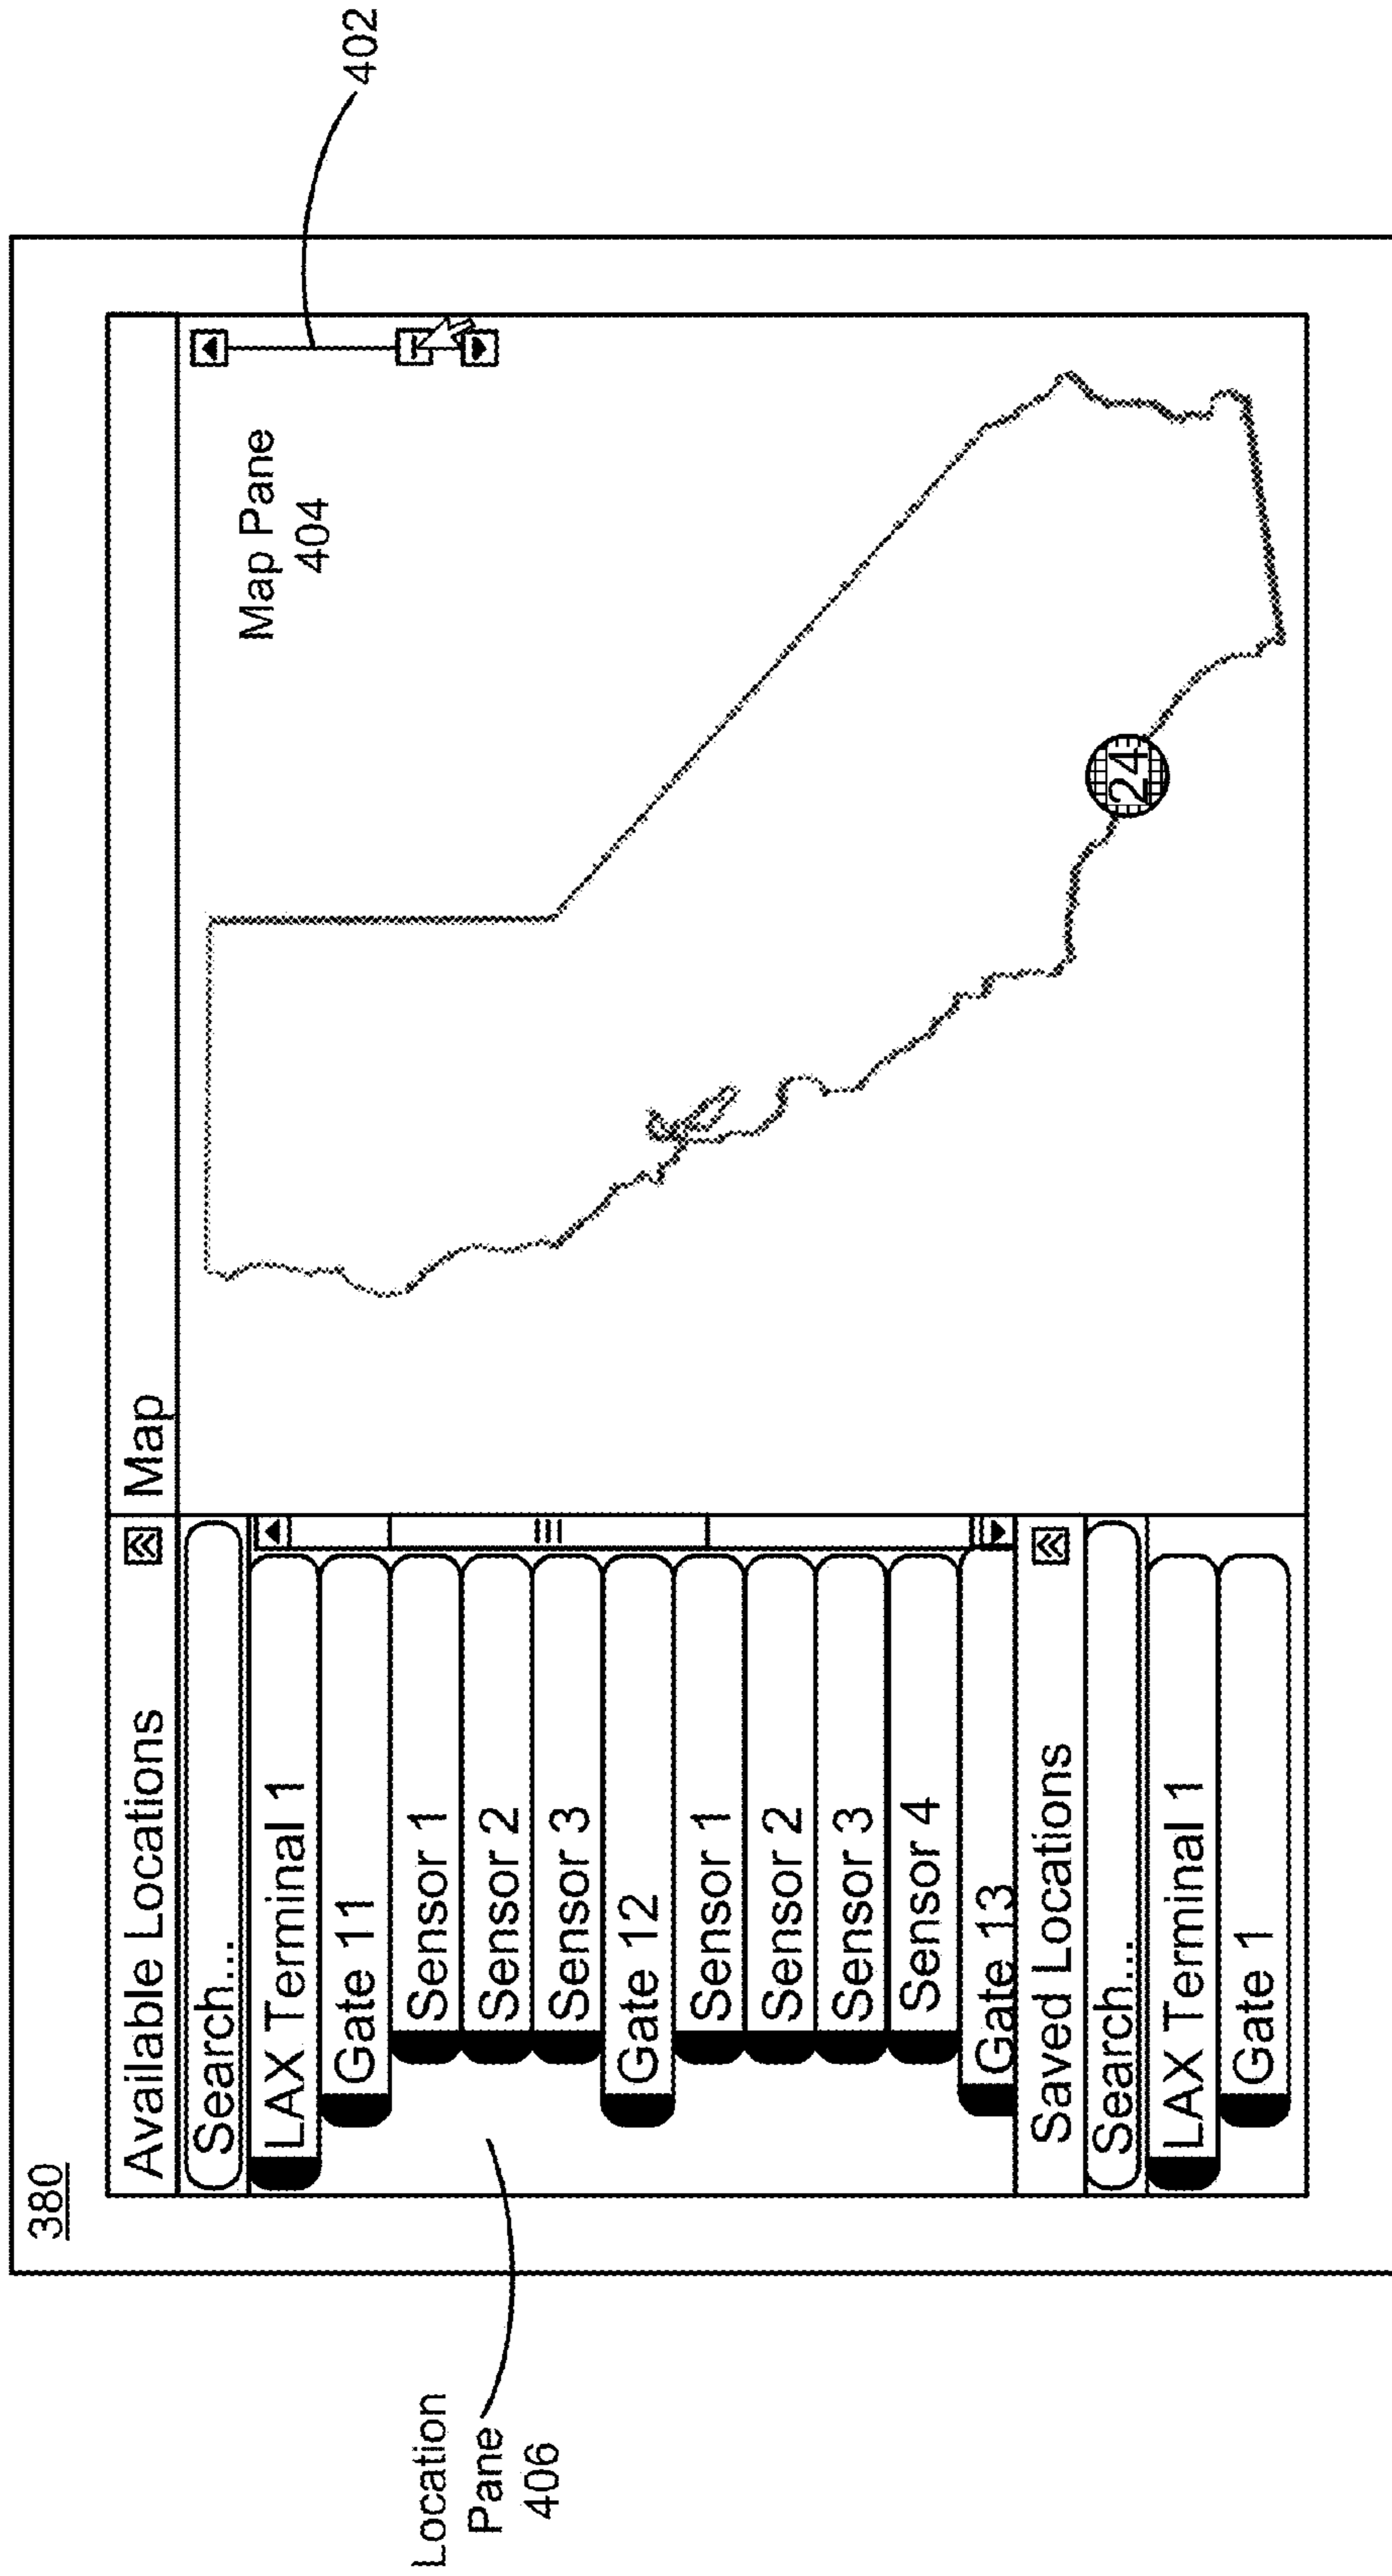 380
402
Available Locations
Search...
LAX Terminal 1
Gate 11
Sensor 1
Sensor 2
Sensor 3
Gate 12
Sensor 1
Sensor 2
Sensor 3
Sensor 4
Gate 13
Saved Locations
Search...
LAX Terminal 1
Gate 1
Map
Map Pane
404
24
Location
Pane
406